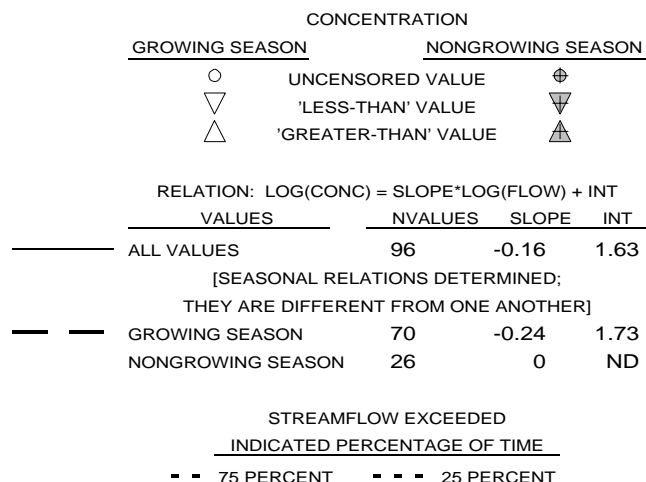 CONCENTRATION
GROWING SEASON NONGROWING SEASON
UNCENSORED VALUE
'LESS-THAN' VALUE
'GREATER-THAN' VALUE
RELATION: LOG(CONC) = SLOPE*LOG(FLOW) + INT
VALUES NVALUES SLOPE INT
ALL VALUES 96 -0.16 1.63
[SEASONAL RELATIONS DETERMINED;
THEY ARE DIFFERENT FROM ONE ANOTHER]
GROWING SEASON 70 -0.24 1.73
NONGROWING SEASON 26 0 ND
STREAMFLOW EXCEEDED
INDICATED PERCENTAGE OF TIME
75 PERCENT 25 PERCENT